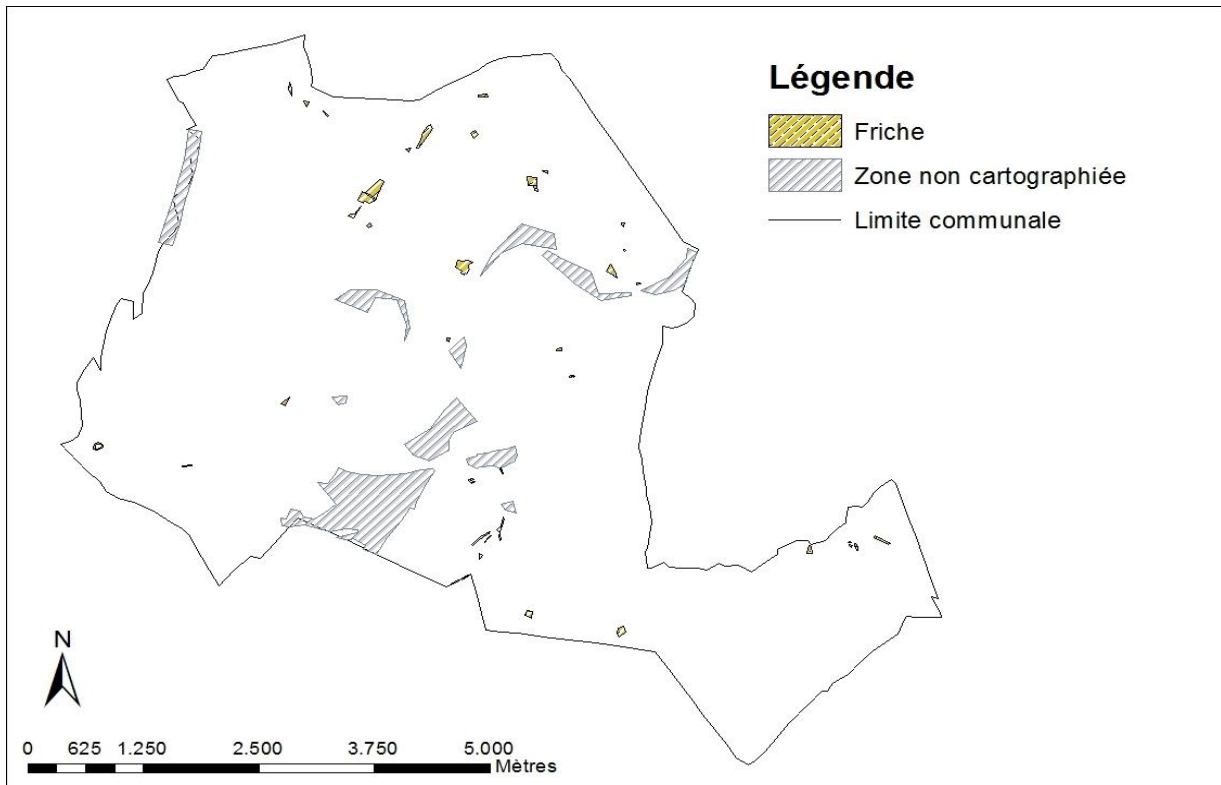 Légende
Friche
Zone non cartographiée
Limite communale
N
0 625 1.250 2.500 3.750 5.000
Mètres